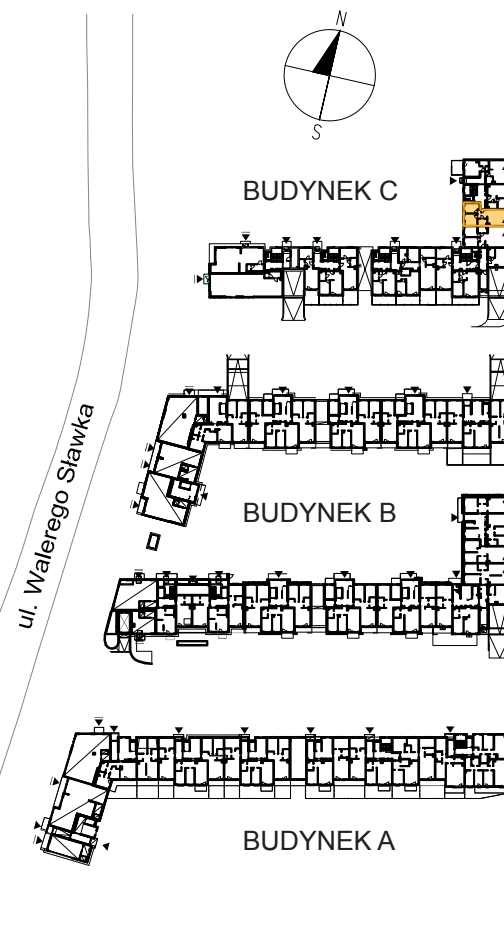 N
S
BUDYNEK C
ul. Walerego Sławka
BUDYNEK B
BUDYNEK A